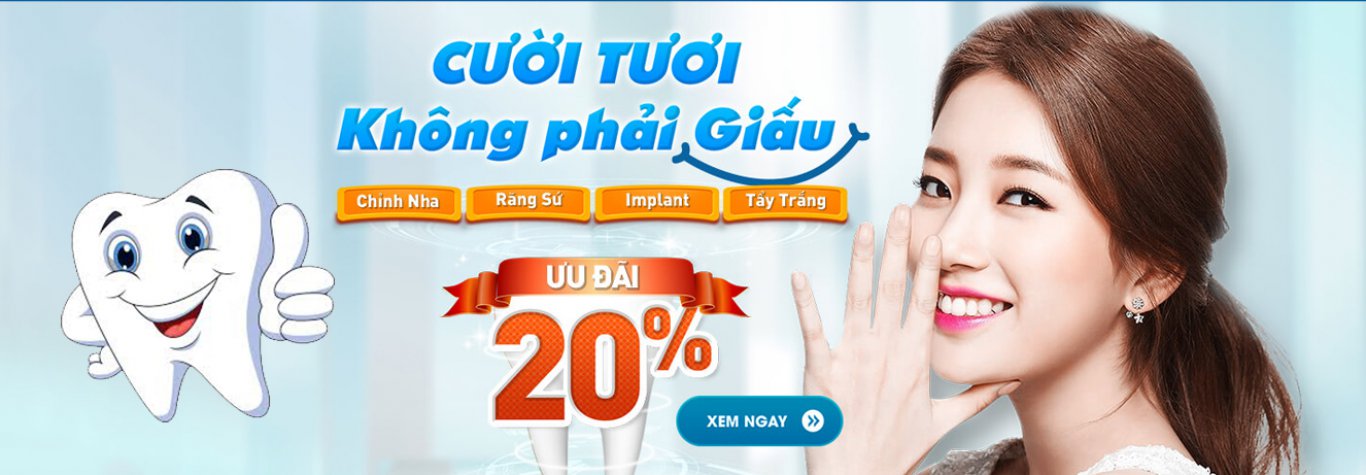 CƯỜI TƯƠI
Không phải Giấu
Chỉnh Nha Răng Sứ Implant Tẩy Trắng
ƯU ĐÃI
20%
XEM NGAY